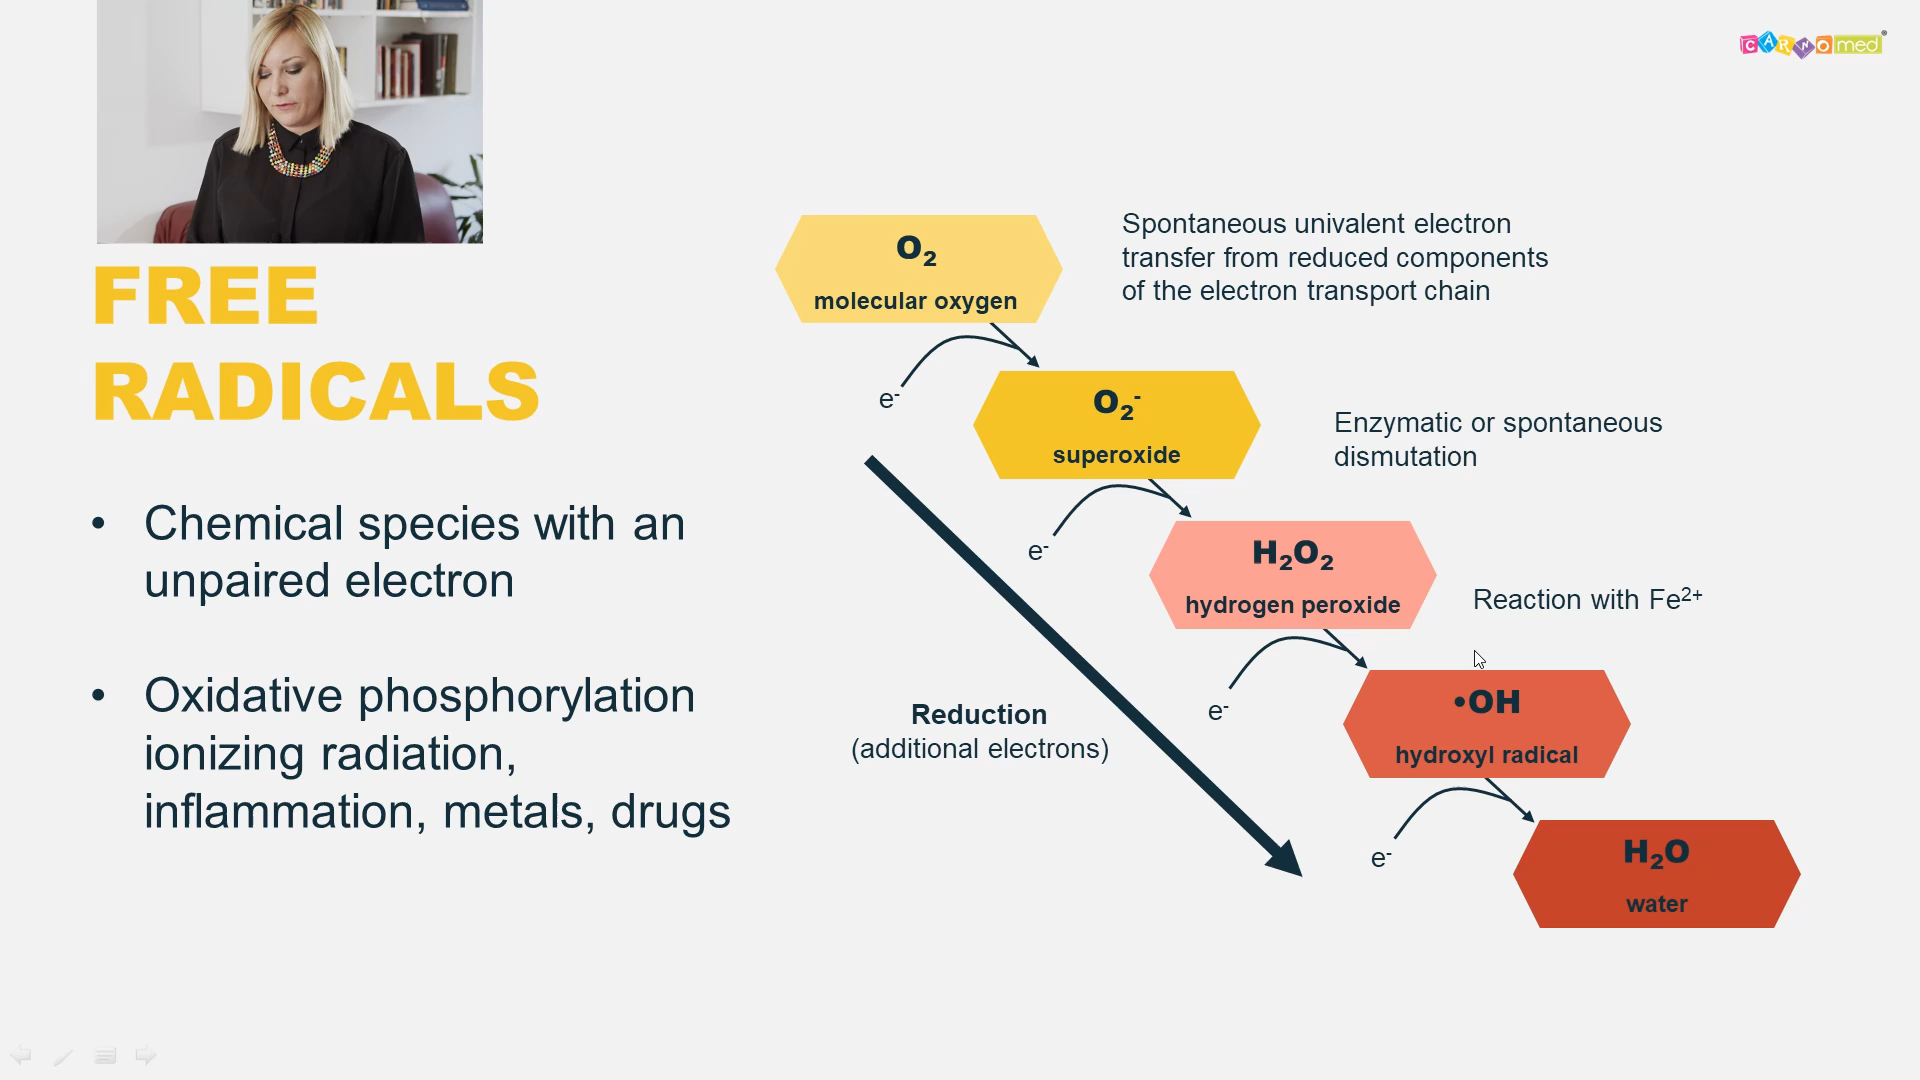 CARNOmed®
FREE
RADICALS
• Chemical species with an
unpaired electron
• Oxidative phosphorylation
ionizing radiation,
inflammation, metals, drugs
O₂
molecular oxygen
Spontaneous univalent electron
transfer from reduced components
of the electron transport chain
e⁻
O₂⁻
superoxide
Enzymatic or spontaneous
dismutation
e⁻
H₂O₂
hydrogen peroxide
Reaction with Fe²⁺
e⁻
•OH
hydroxyl radical
Reduction
(additional electrons)
e⁻
H₂O
water